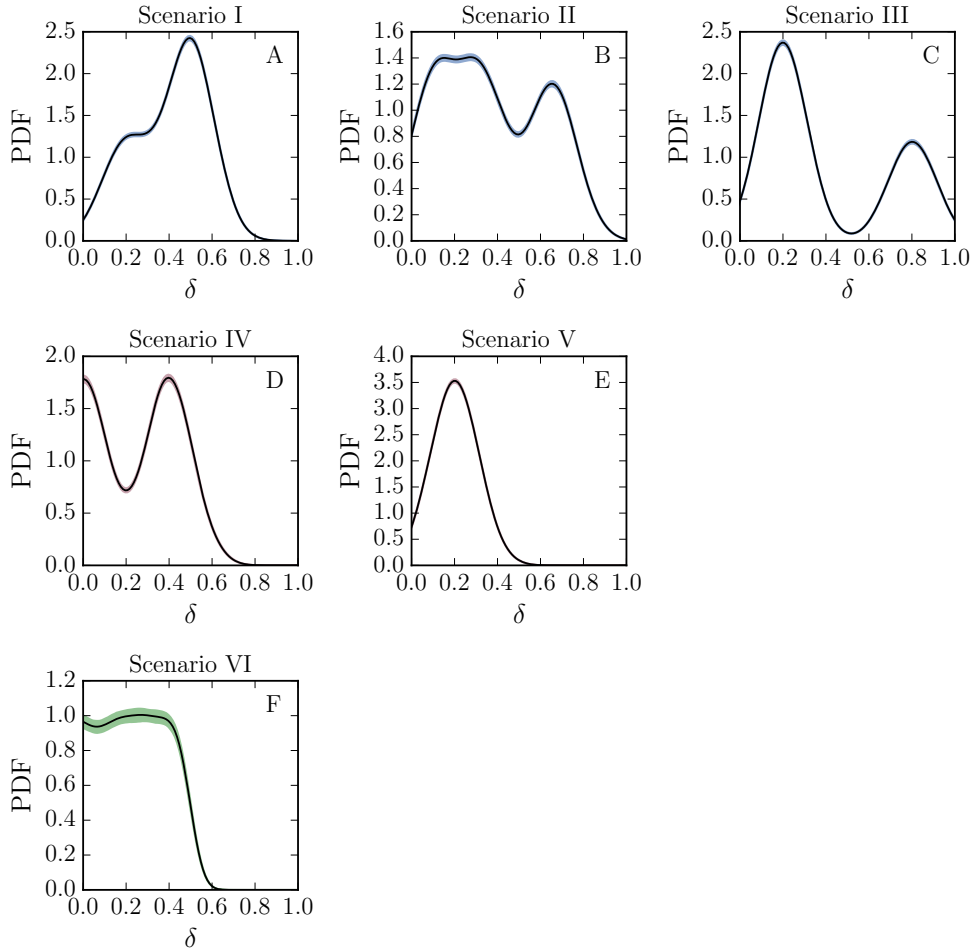 Scenario I
Scenario II
Scenario III
A
B
C
PDF
2.5
2.0
1.5
1.0
0.5
0.0
0.0 0.2 0.4 0.6 0.8 1.0
δ
PDF
1.6
1.4
1.2
1.0
0.8
0.6
0.4
0.2
0.0
0.0 0.2 0.4 0.6 0.8 1.0
δ
PDF
2.5
2.0
1.5
1.0
0.5
0.0
0.0 0.2 0.4 0.6 0.8 1.0
δ
Scenario IV
Scenario V
D
E
PDF
2.0
1.5
1.0
0.5
0.0
0.0 0.2 0.4 0.6 0.8 1.0
δ
PDF
4.0
3.5
3.0
2.5
2.0
1.5
1.0
0.5
0.0
0.0 0.2 0.4 0.6 0.8 1.0
δ
Scenario VI
F
PDF
1.2
1.0
0.8
0.6
0.4
0.2
0.0
0.0 0.2 0.4 0.6 0.8 1.0
δ